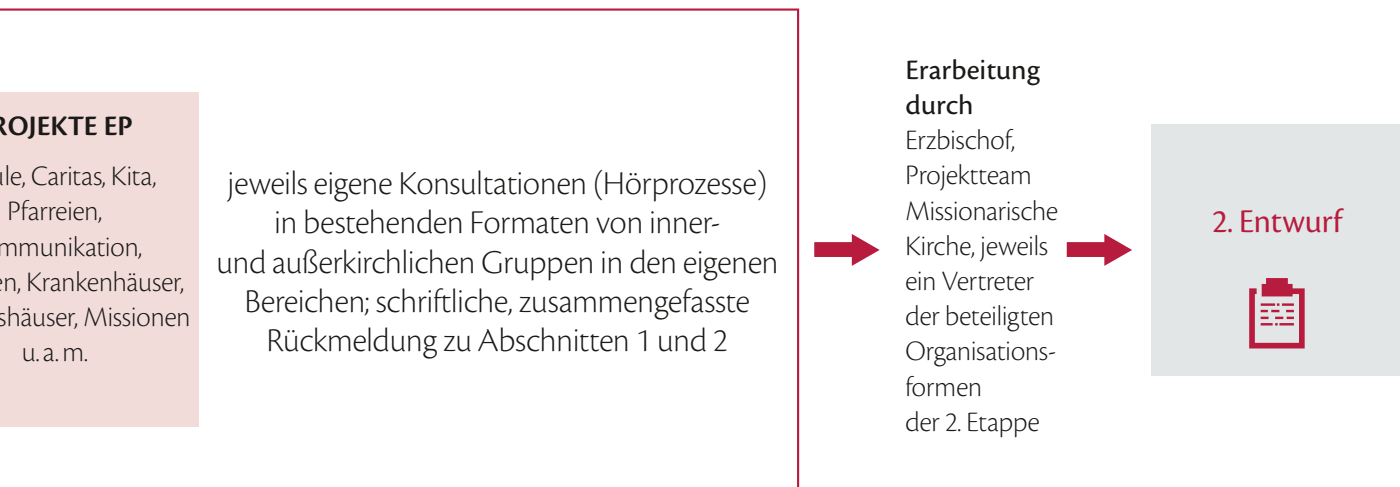 ROJEKTE EP
ule, Caritas, Kita,
Pfarreien,
mmunikation,
en, Krankenhäuser,
shäuser, Missionen
u. a. m.
jeweils eigene Konsultationen (Hörprozesse)
in bestehenden Formaten von inner-
und außerkirchlichen Gruppen in den eigenen
Bereichen; schriftliche, zusammengefasste
Rückmeldung zu Abschnitten 1 und 2
Erarbeitung
durch
Erzbischof,
Projektteam
Missionarische
Kirche, jeweils
ein Vertreter
der beteiligten
Organisations-
formen
der 2. Etappe
2. Entwurf